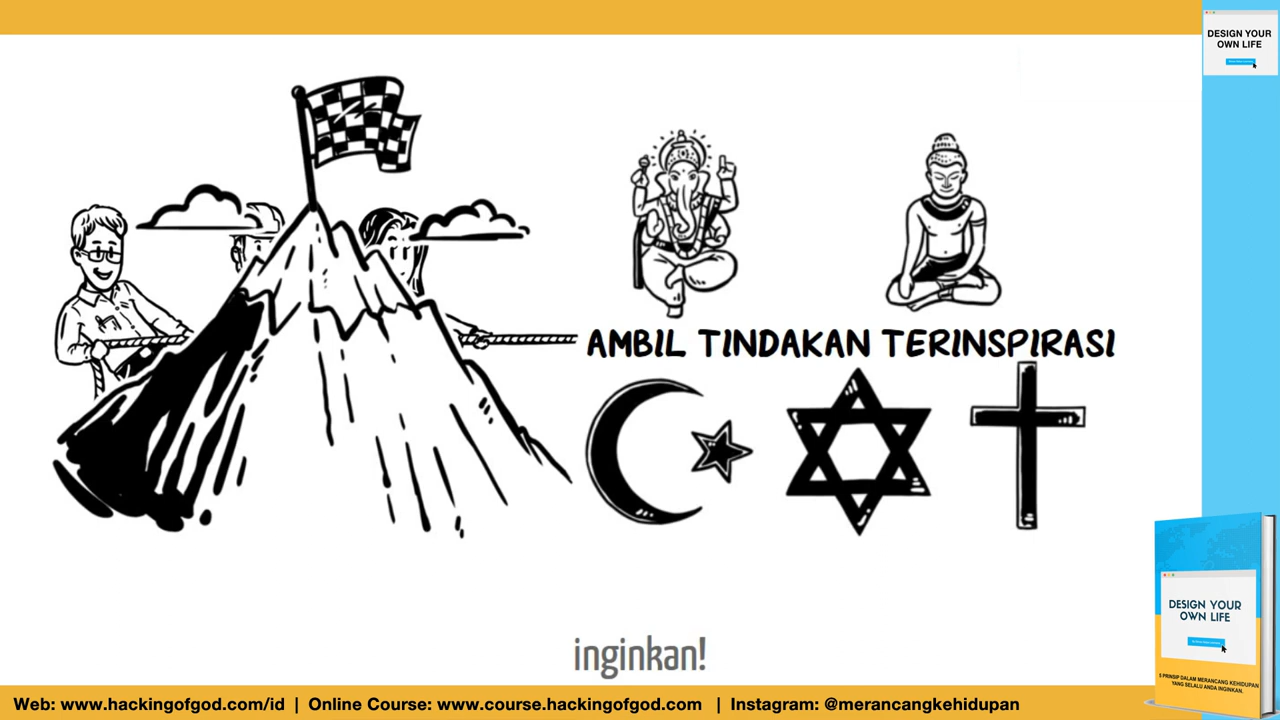 DESIGN YOUR
OWN LIFE
AMBIL TINDAKAN TERINSPIRASI
inginkan!
DESIGN YOUR
OWN LIFE
PRINSIP DALAM MERANCANG KEHIDUPAN
YANG SELALU ANDA INGINKAN.
Web: www.hackingofgod.com/id | Online Course: www.course.hackingofgod.com | Instagram: @merancangkehidupan